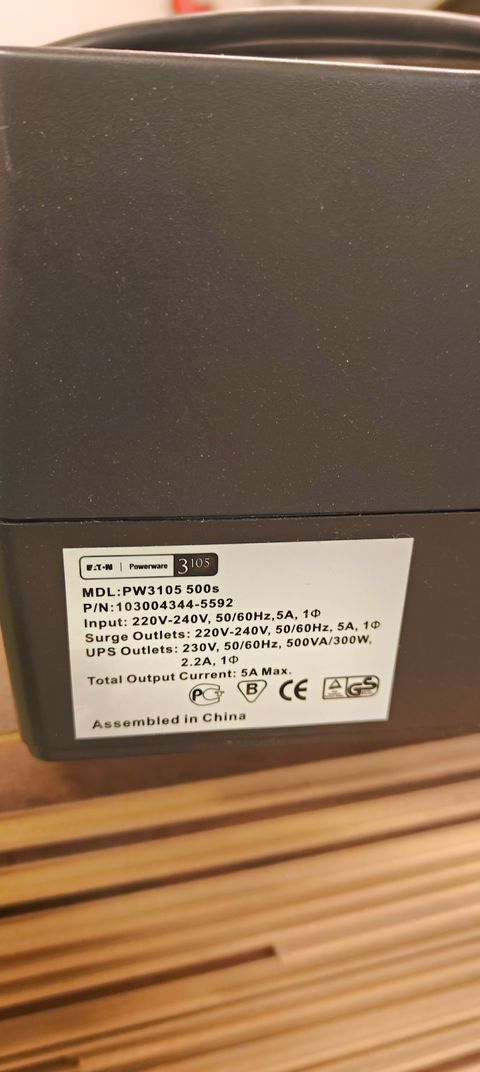 EATON | Powerware 3105
MDL:PW3105 500s
P/N:103004344-5592
Input: 220V-240V, 50/60Hz,5A, 1Φ
Surge Outlets: 220V-240V, 50/60Hz, 5A, 1Φ
UPS Outlets: 230V, 50/60Hz, 500VA/300W,
2.2A, 1Φ
Total Output Current: 5A Max.
PCT B CE GS
Assembled in China